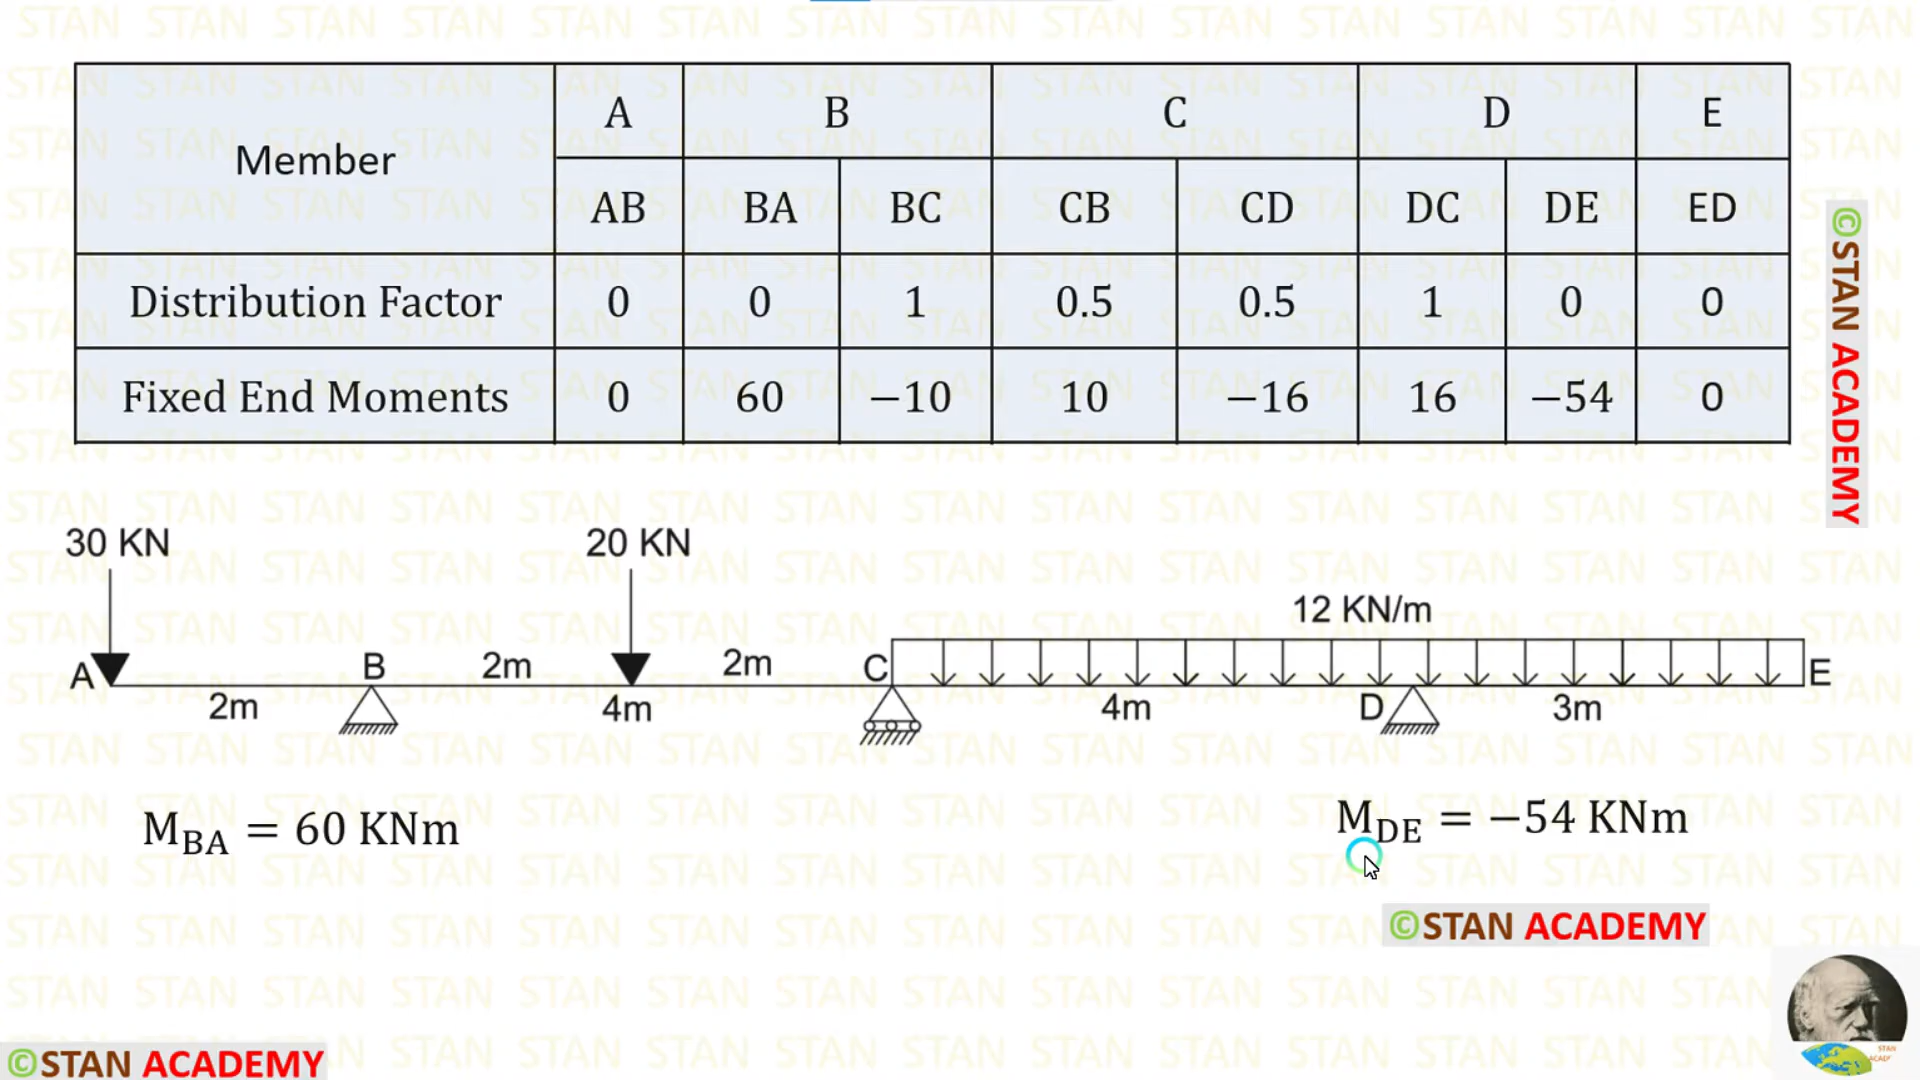 Member A B C D E
AB BA BC CB CD DC DE ED
Distribution Factor 0 0 1 0.5 0.5 1 0 0
Fixed End Moments 0 60 −10 10 −16 16 −54 0
©STAN ACADEMY
30 KN 20 KN
12 KN/m
A B 2m 2m C E
2m 4m 4m D 3m
M_BA = 60 KNm
M_DE = −54 KNm
©STAN ACADEMY
©STAN ACADEMY
STAN